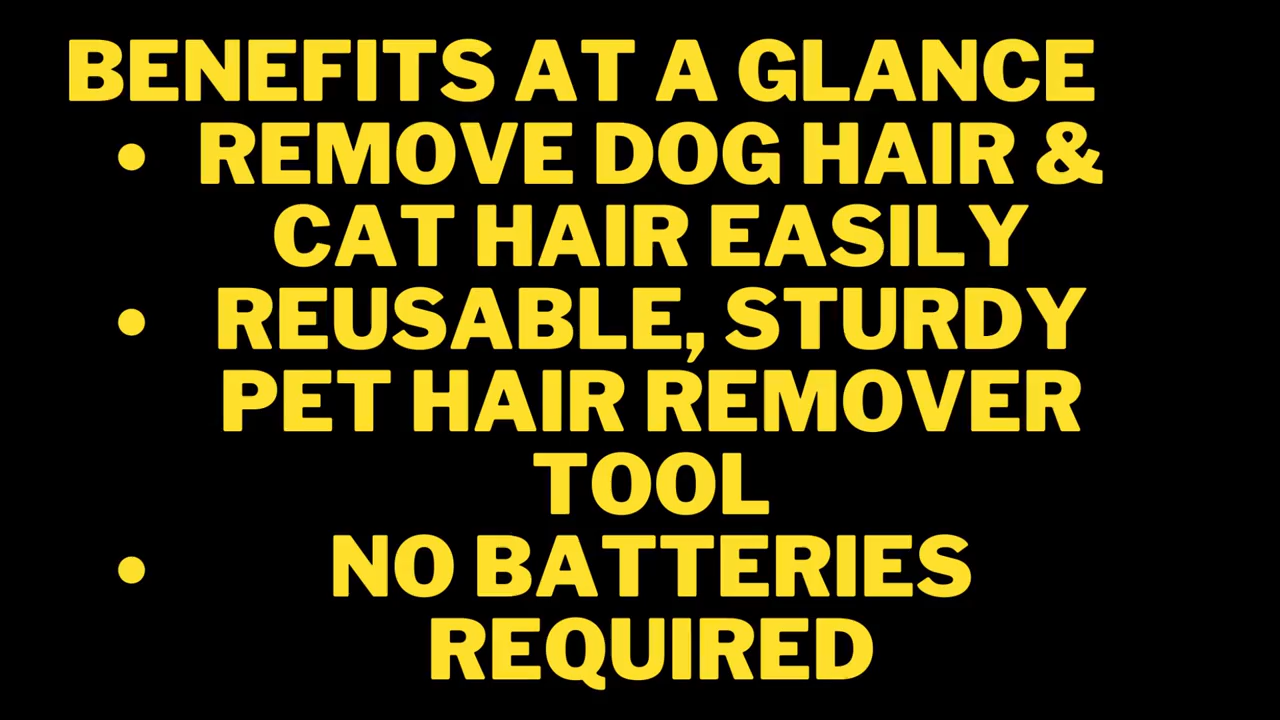 BENEFITS AT A GLANCE
• REMOVE DOG HAIR &
CAT HAIR EASILY
• REUSABLE, STURDY
PET HAIR REMOVER
TOOL
• NO BATTERIES
REQUIRED